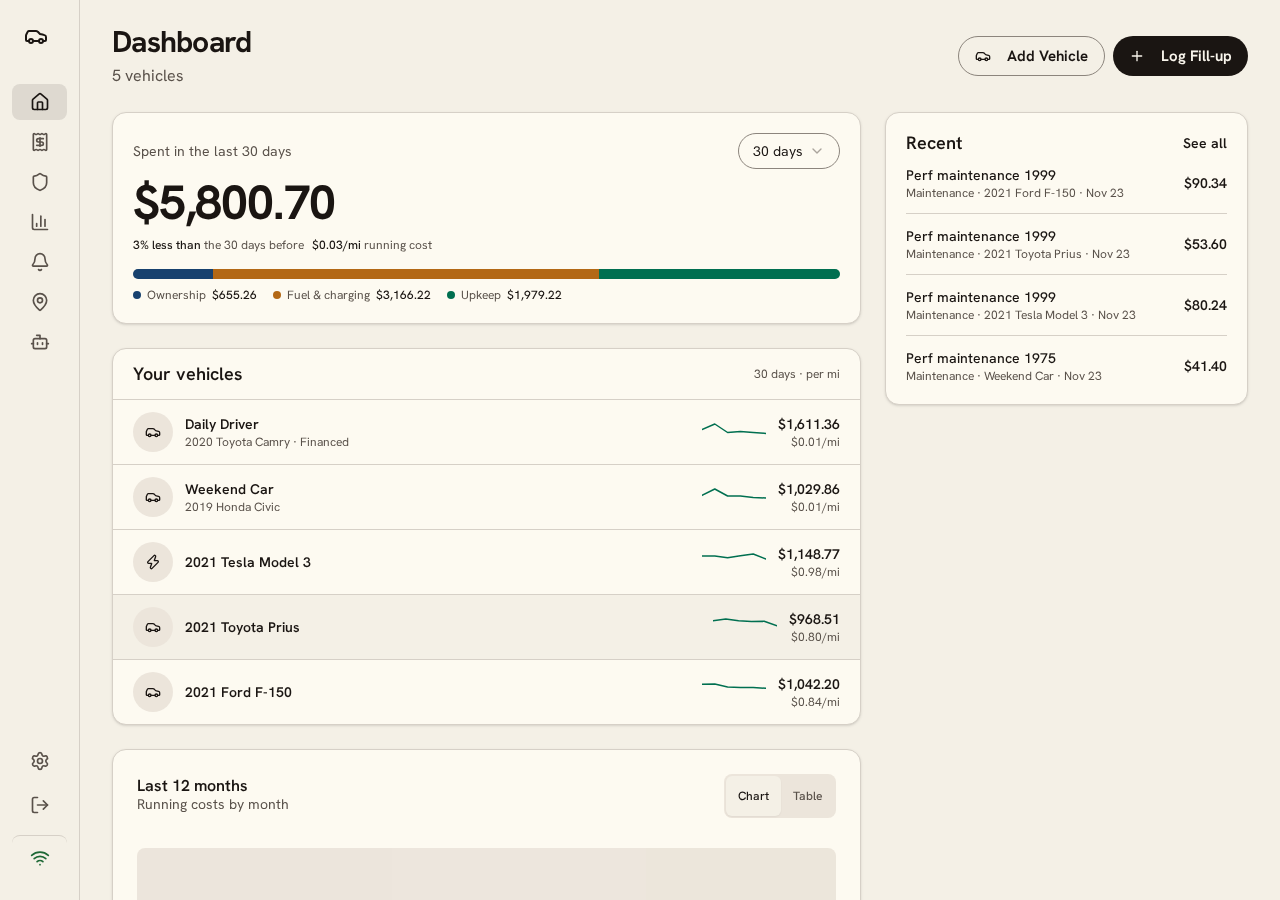 Dashboard
5 vehicles
Add Vehicle
Log Fill-up
Spent in the last 30 days
30 days
$5,800.70
3% less than the 30 days before $0.03/mi running cost
Ownership $655.26 Fuel & charging $3,166.22 Upkeep $1,979.22
Your vehicles
30 days · per mi
Daily Driver
2020 Toyota Camry · Financed
$1,611.36
$0.01/mi
Weekend Car
2019 Honda Civic
$1,029.86
$0.01/mi
2021 Tesla Model 3
$1,148.77
$0.98/mi
2021 Toyota Prius
$968.51
$0.80/mi
2021 Ford F-150
$1,042.20
$0.84/mi
Last 12 months
Running costs by month
Chart
Table
Recent
See all
Perf maintenance 1999
Maintenance · 2021 Ford F-150 · Nov 23
$90.34
Perf maintenance 1999
Maintenance · 2021 Toyota Prius · Nov 23
$53.60
Perf maintenance 1999
Maintenance · 2021 Tesla Model 3 · Nov 23
$80.24
Perf maintenance 1975
Maintenance · Weekend Car · Nov 23
$41.40